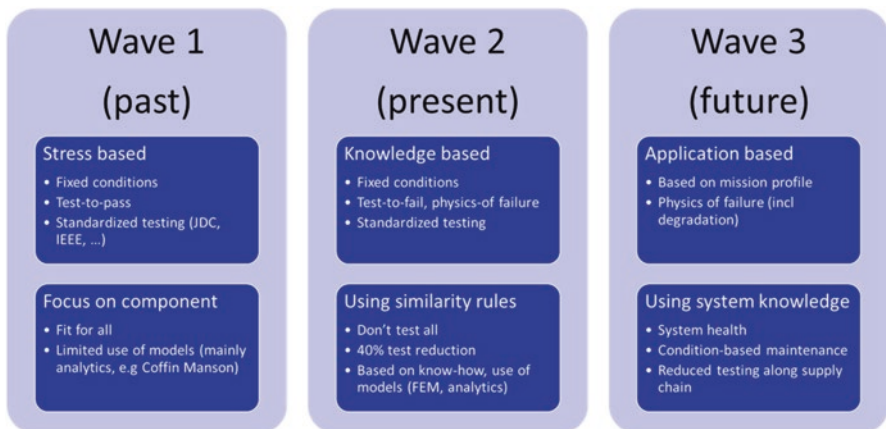 Wave 1
(past)
Stress based
• Fixed conditions
• Test-to-pass
• Standardized testing (JDC,
IEEE, ...)
Focus on component
• Fit for all
• Limited use of models (mainly
analytics, e.g Coffin Manson)
Wave 2
(present)
Knowledge based
• Fixed conditions
• Test-to-fail, physics-of failure
• Standardized testing
Using similarity rules
• Don't test all
• 40% test reduction
• Based on know-how, use of
models (FEM, analytics)
Wave 3
(future)
Application based
• Based on mission profile
• Physics of failure (incl
degradation)
Using system knowledge
• System health
• Condition-based maintenance
• Reduced testing along supply
chain